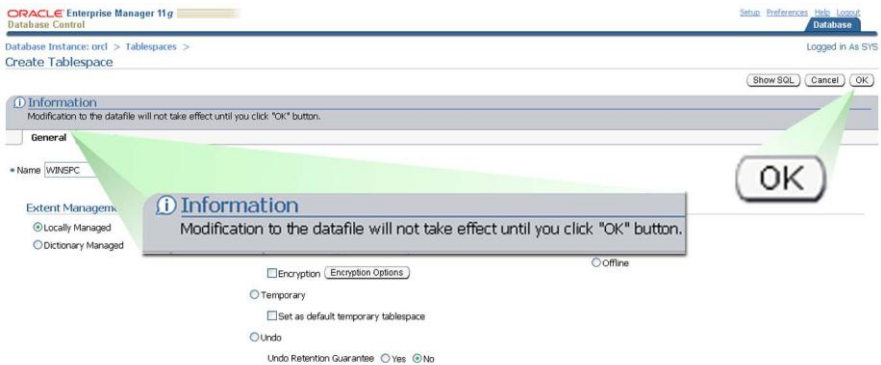 ORACLE Enterprise Manager 11g
Database Control
Setup Preferences Help Logout
Database
Database Instance: orcl > Tablespaces >
Logged in As SYS
Create Tablespace
Show SQL Cancel OK
Information
Modification to the datafile will not take effect until you click "OK" button.
General
Name WINSPC
OK
Information
Modification to the datafile will not take effect until you click "OK" button.
Locally Managed
Dictionary Managed
Offline
Encryption Encryption Options
Temporary
Set as default temporary tablespace
Undo
Undo Retention Guarantee Yes No